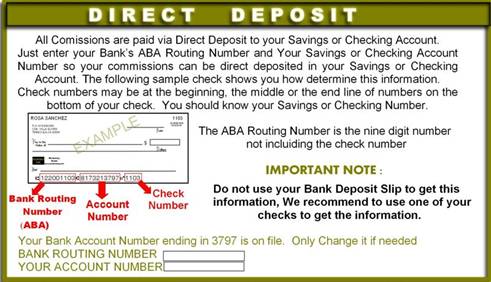 DIRECT DEPOSIT
All Comissions are paid via Direct Deposit to your Savings or Checking Account.
Just enter your Bank's ABA Routing Number and Your Savings or Checking Account
Number so your commissions can be direct deposited in your Savings or Checking
Account. The following sample check shows you how determine this information.
Check numbers may be at the beginning, the middle or the end line of numbers on the
bottom of your check. You should know your Savings or Checking Number.
ROSA SANCHEZ
1103
EXAMPLE
$
122001100
8173213797
1103
Bank Routing
Number
(ABA)
Account
Number
Check
Number
The ABA Routing Number is the nine digit number
not incluiding the check number
IMPORTANT NOTE :
Do not use your Bank Deposit Slip to get this
information, We recommend to use one of your
checks to get the information.
Your Bank Account Number ending in 3797 is on file. Only Change it if needed
BANK ROUTING NUMBER
YOUR ACCOUNT NUMBER